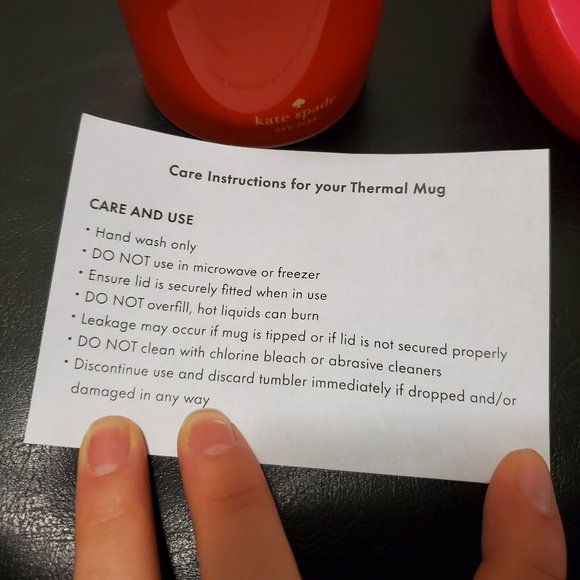 kate spade
NEW YORK
Care Instructions for your Thermal Mug
CARE AND USE
• Hand wash only
• DO NOT use in microwave or freezer
• Ensure lid is securely fitted when in use
• DO NOT overfill, hot liquids can burn
• Leakage may occur if mug is tipped or if lid is not secured properly
• DO NOT clean with chlorine bleach or abrasive cleaners
• Discontinue use and discard tumbler immediately if dropped and/or
damaged in any way